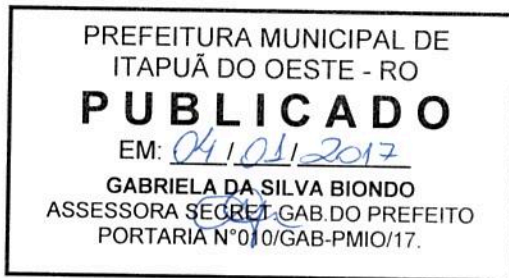 PREFEITURA MUNICIPAL DE
ITAPUÃ DO OESTE - RO
PUBLICADO
EM: 04/01/2017
GABRIELA DA SILVA BIONDO
ASSESSORA SECRET.GAB.DO PREFEITO
PORTARIA N°010/GAB-PMIO/17.